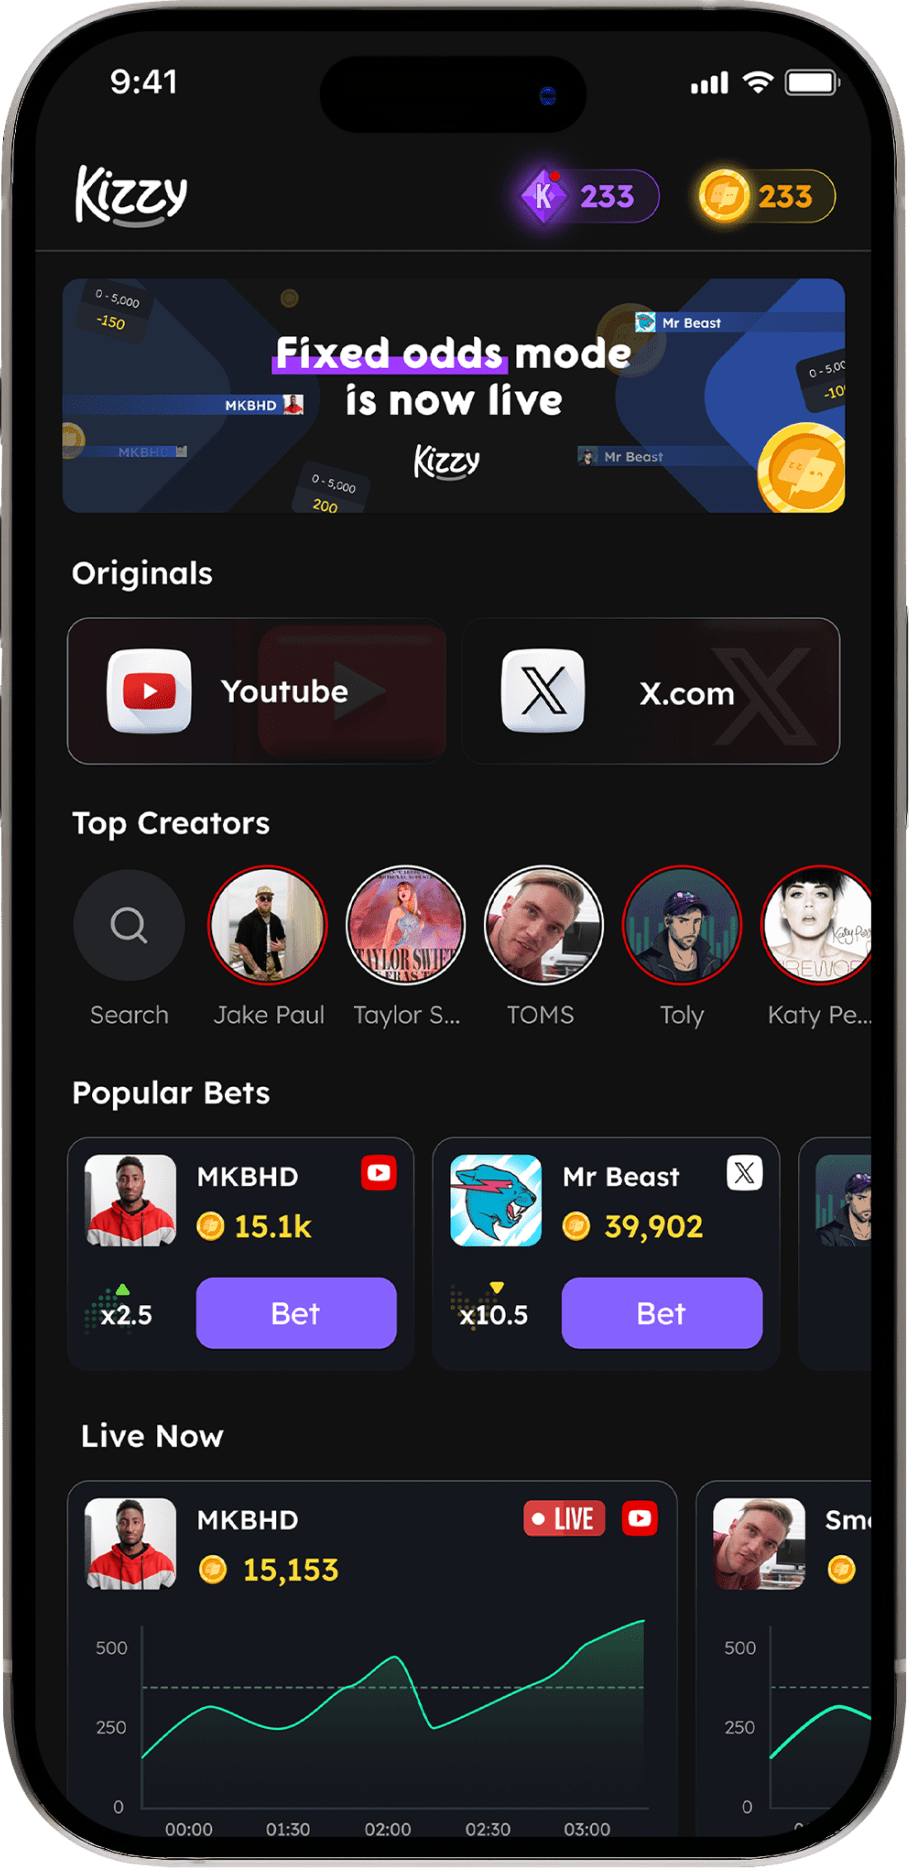 9:41
Kizzy
K 233
233
0 - 5,000
-150
Mr Beast
Fixed odds mode
is now live
0 - 5,00
-10
MKBHD
MKBHD
Kizzy
Mr Beast
0 - 5,000
200
Originals
Youtube
X.com
Top Creators
TAYLOR SWIFT
ERAS T
Search
Jake Paul
Taylor S...
TOMS
Toly
Katy Pe...
Popular Bets
MKBHD
15.1k
x2.5
Bet
Mr Beast
39,902
x10.5
Bet
Live Now
MKBHD
LIVE
15,153
500
250
0
00:00
01:30
02:00
02:30
03:00
Sm
500
250
0